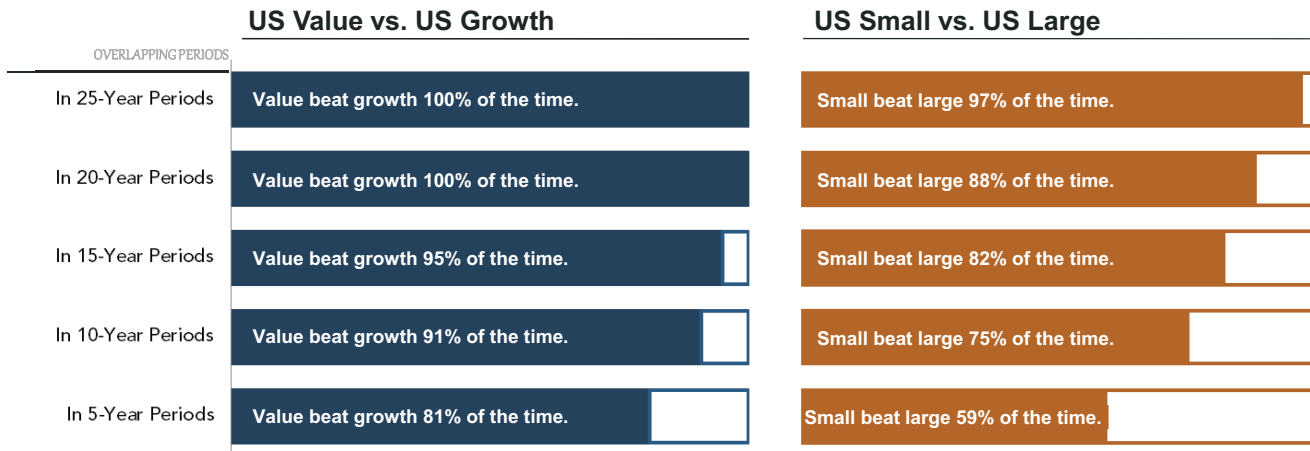 US Value vs. US Growth
US Small vs. US Large
OVERLAPPING PERIODS
In 25-Year Periods
Value beat growth 100% of the time.
Small beat large 97% of the time.
In 20-Year Periods
Value beat growth 100% of the time.
Small beat large 88% of the time.
In 15-Year Periods
Value beat growth 95% of the time.
Small beat large 82% of the time.
In 10-Year Periods
Value beat growth 91% of the time.
Small beat large 75% of the time.
In 5-Year Periods
Value beat growth 81% of the time.
Small beat large 59% of the time.